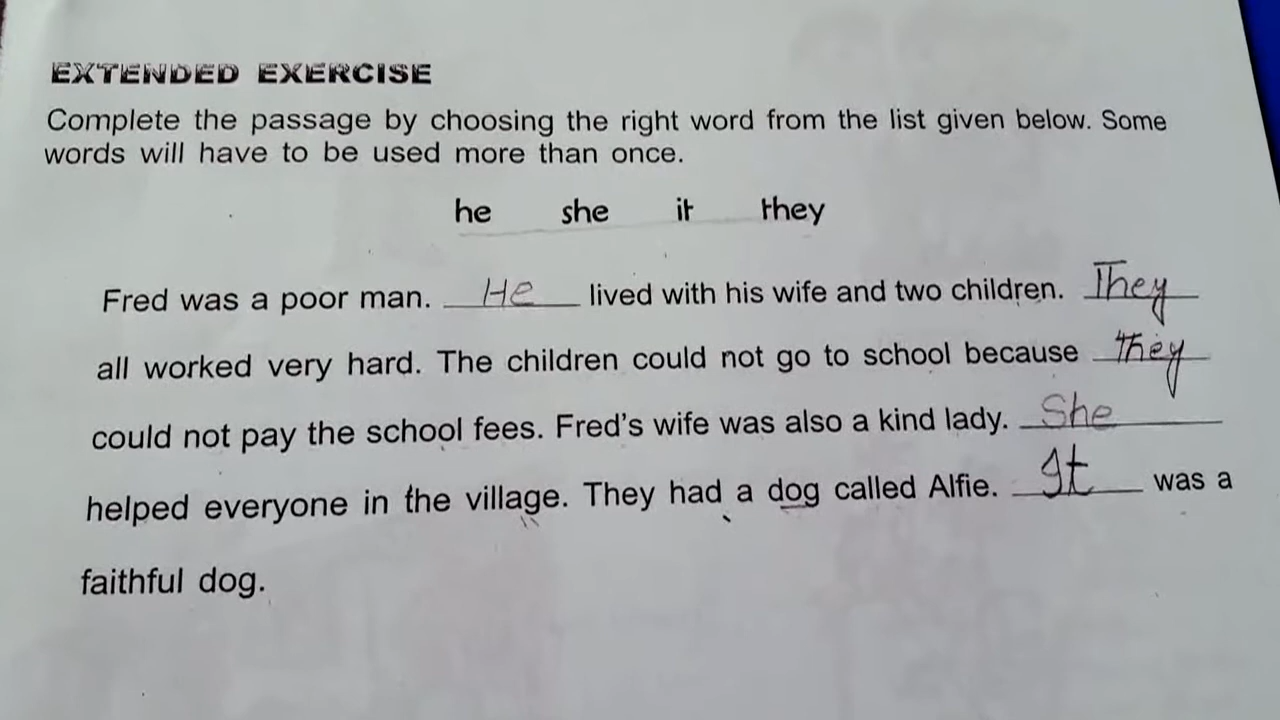 EXTENDED EXERCISE
Complete the passage by choosing the right word from the list given below. Some
words will have to be used more than once.
he she it they
Fred was a poor man. He lived with his wife and two children. They
all worked very hard. The children could not go to school because they
could not pay the school fees. Fred's wife was also a kind lady. She
helped everyone in the village. They had a dog called Alfie. It was a
faithful dog.